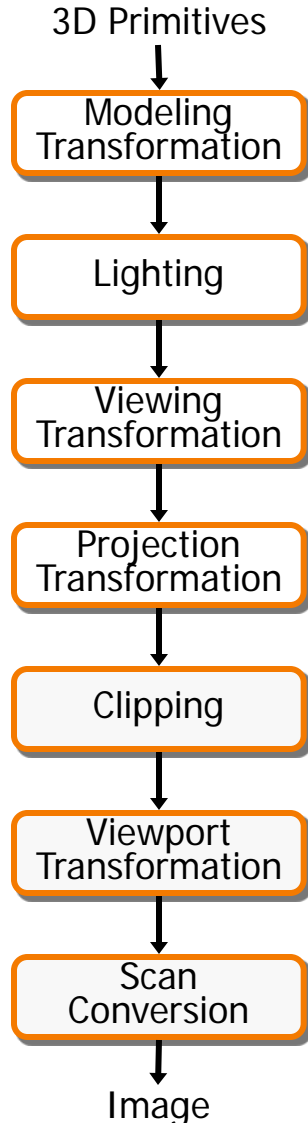 3D Primitives
Modeling
Transformation
Lighting
Viewing
Transformation
Projection
Transformation
Clipping
Viewport
Transformation
Scan
Conversion
Image